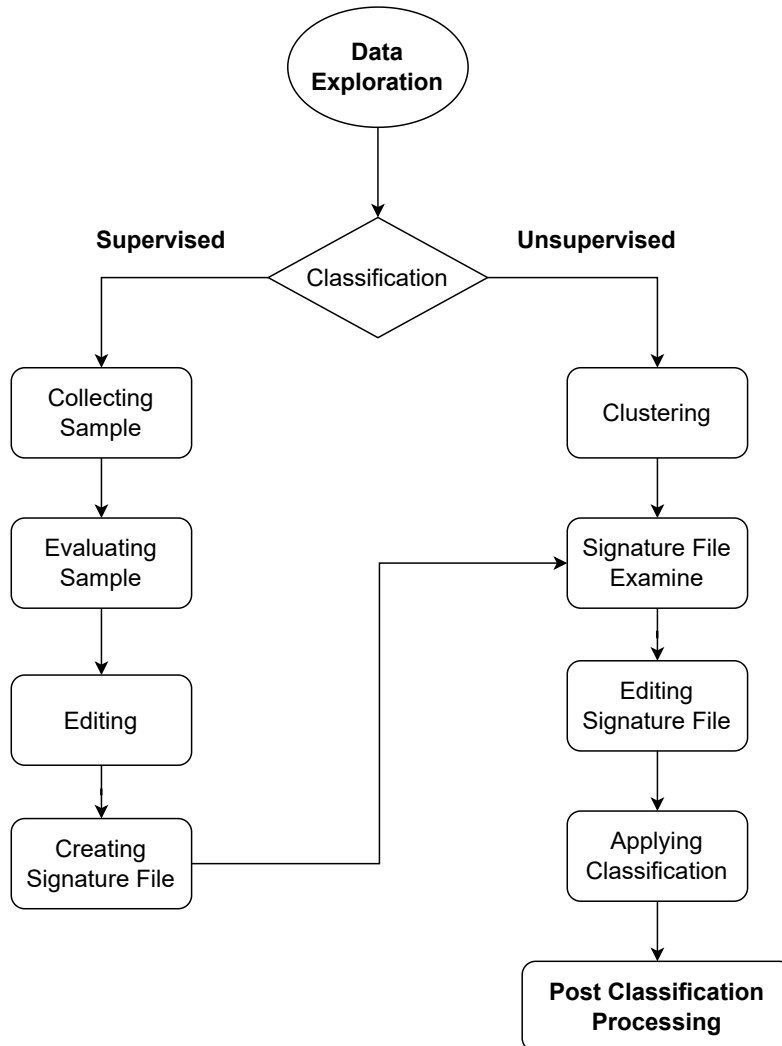 Data
Exploration
Supervised
Unsupervised
Classification
Collecting
Sample
Clustering
Evaluating
Sample
Signature File
Examine
Editing
Editing
Signature File
Creating
Signature File
Applying
Classification
Post Classification
Processing